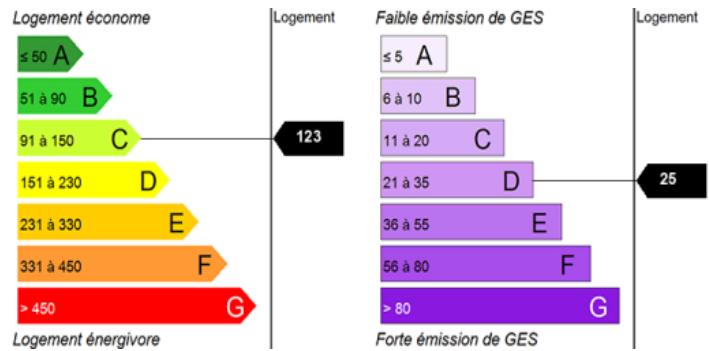 Logement économe
Logement
≤ 50 A
51 à 90 B
91 à 150 C
123
151 à 230 D
231 à 330 E
331 à 450 F
> 450 G
Logement énergivore
Faible émission de GES
Logement
≤ 5 A
6 à 10 B
11 à 20 C
21 à 35 D
25
36 à 55 E
56 à 80 F
> 80 G
Forte émission de GES